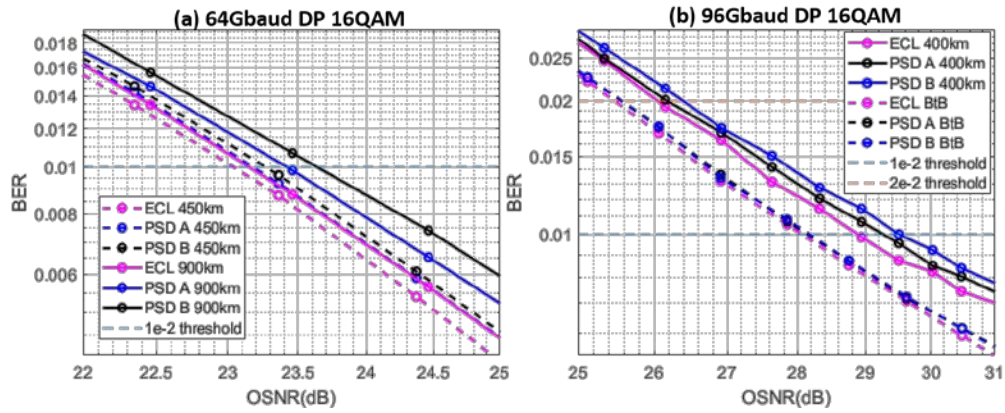 (a) 64Gbaud DP 16QAM
0.018
0.016
0.014
0.012
0.01
0.008
0.006
BER
ECL 450km
PSD A 450km
PSD B 450km
ECL 900km
PSD A 900km
PSD B 900km
1e-2 threshold
22
22.5
23
23.5
24
24.5
25
OSNR(dB)
(b) 96Gbaud DP 16QAM
0.025
0.02
0.015
0.01
BER
ECL 400km
PSD A 400km
PSD B 400km
ECL BtB
PSD A BtB
PSD B BtB
1e-2 threshold
2e-2 threshold
25
26
27
28
29
30
31
OSNR(dB)